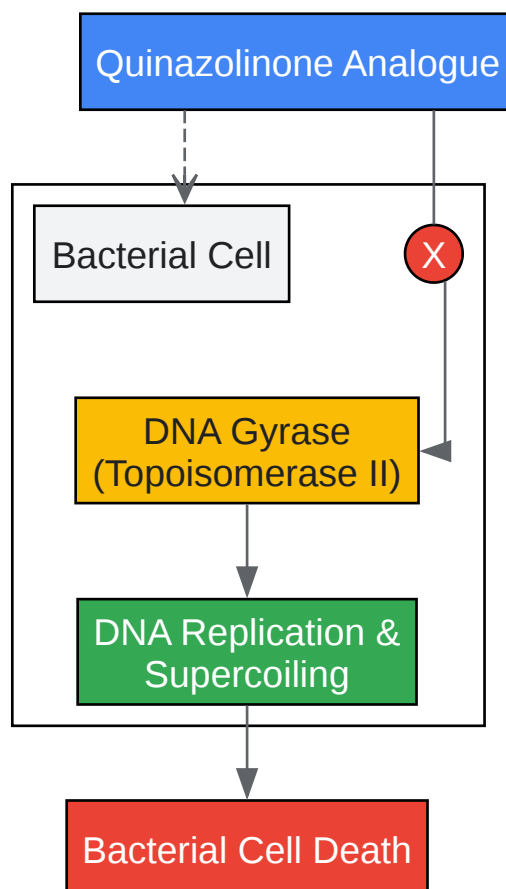 Quinazolinone Analogue
Bacterial Cell
X
DNA Gyrase
(Topoisomerase II)
DNA Replication &
Supercoiling
Bacterial Cell Death